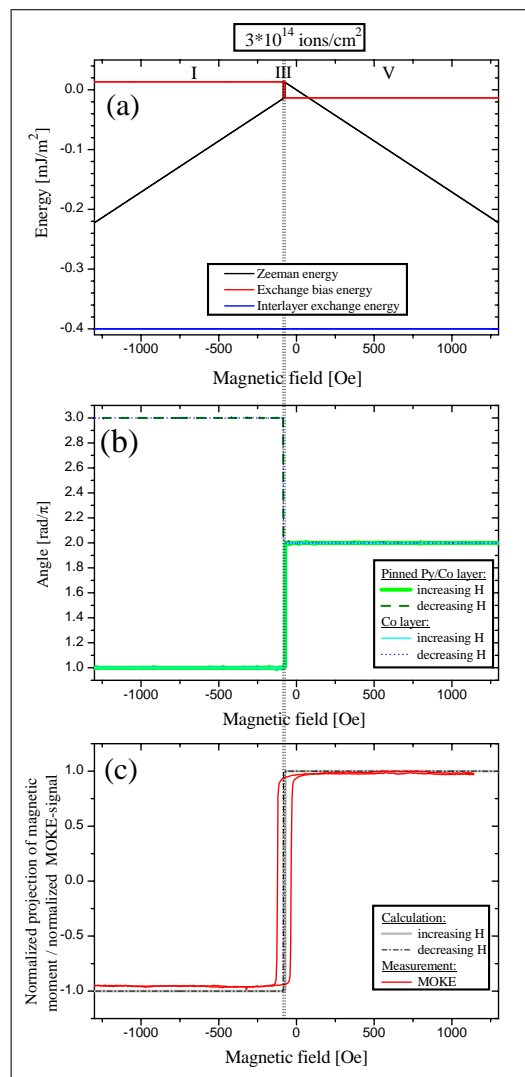 3*10^14 ions/cm^2
I III V
(a)
0.0
-0.1
-0.2
-0.3
-0.4
Energy [mJ/m^2]
Zeeman energy
Exchange bias energy
Interlayer exchange energy
-1000 -500 0 500 1000
Magnetic field [Oe]
(b)
3.0
2.8
2.6
2.4
2.2
2.0
1.8
1.6
1.4
1.2
1.0
Angle [rad/π]
Pinned Py/Co layer:
increasing H
decreasing H
Co layer:
increasing H
decreasing H
-1000 -500 0 500 1000
Magnetic field [Oe]
(c)
1.0
0.5
0.0
-0.5
-1.0
Normalized projection of magnetic
moment / normalized MOKE-signal
Calculation:
increasing H
decreasing H
Measurement:
MOKE
-1000 -500 0 500 1000
Magnetic field [Oe]